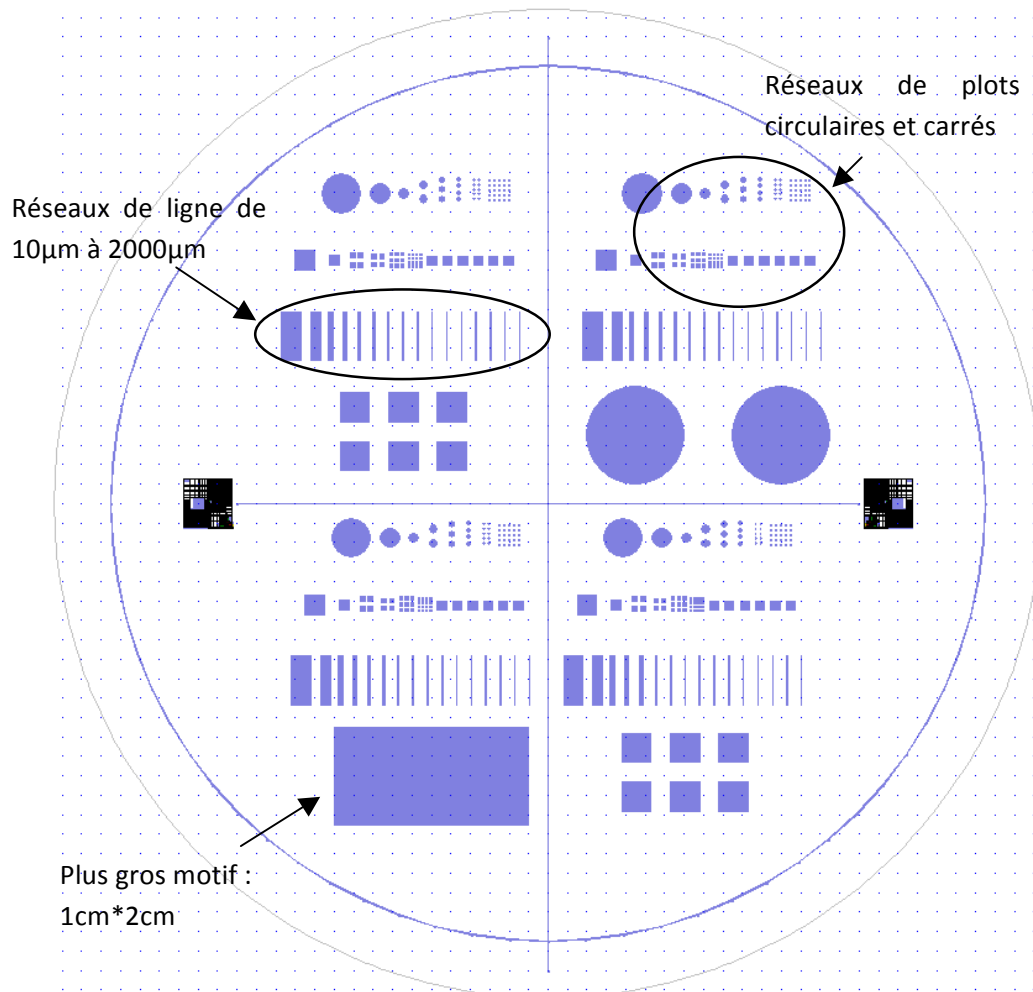 Réseaux de plots
circulaires et carrés
Réseaux de ligne de
10µm à 2000µm
Plus gros motif :
1cm*2cm